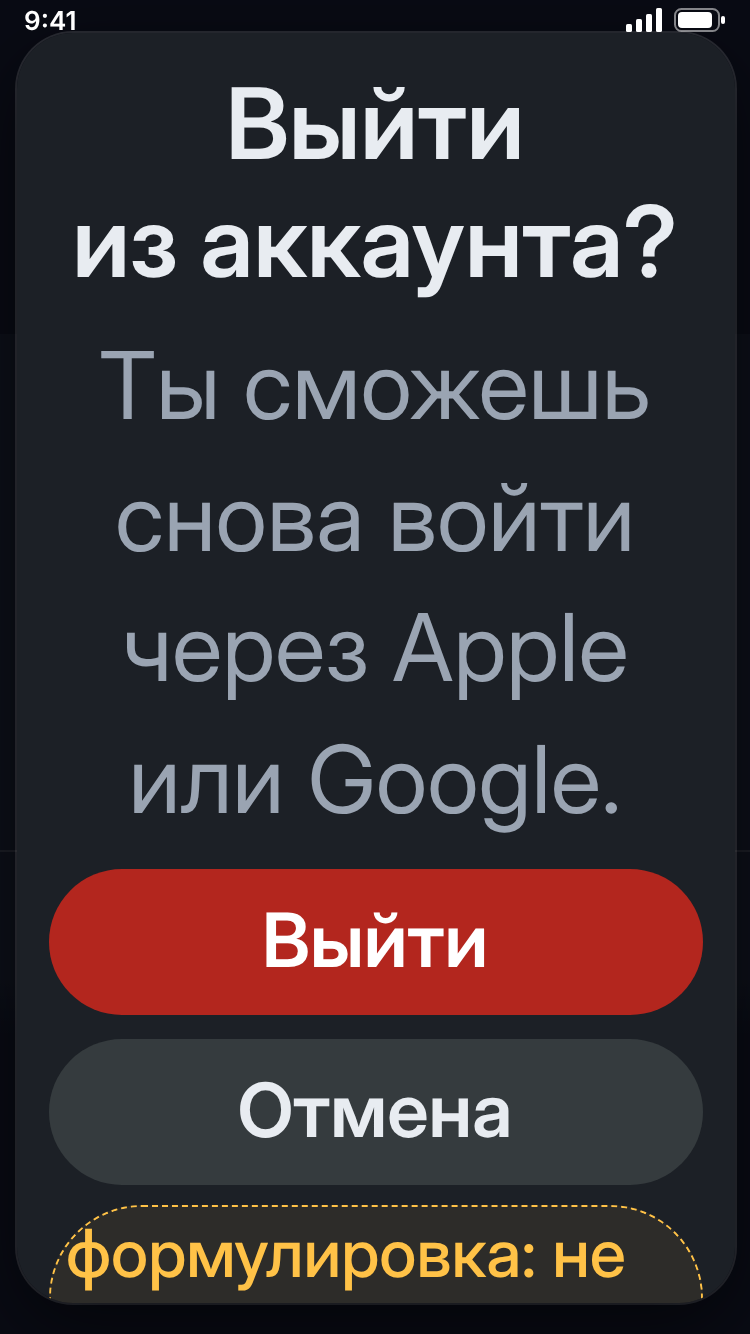 9:41
Выйти
из аккаунта?
Ты сможешь
снова войти
через Apple
или Google.
Выйти
Отмена
формулировка: не